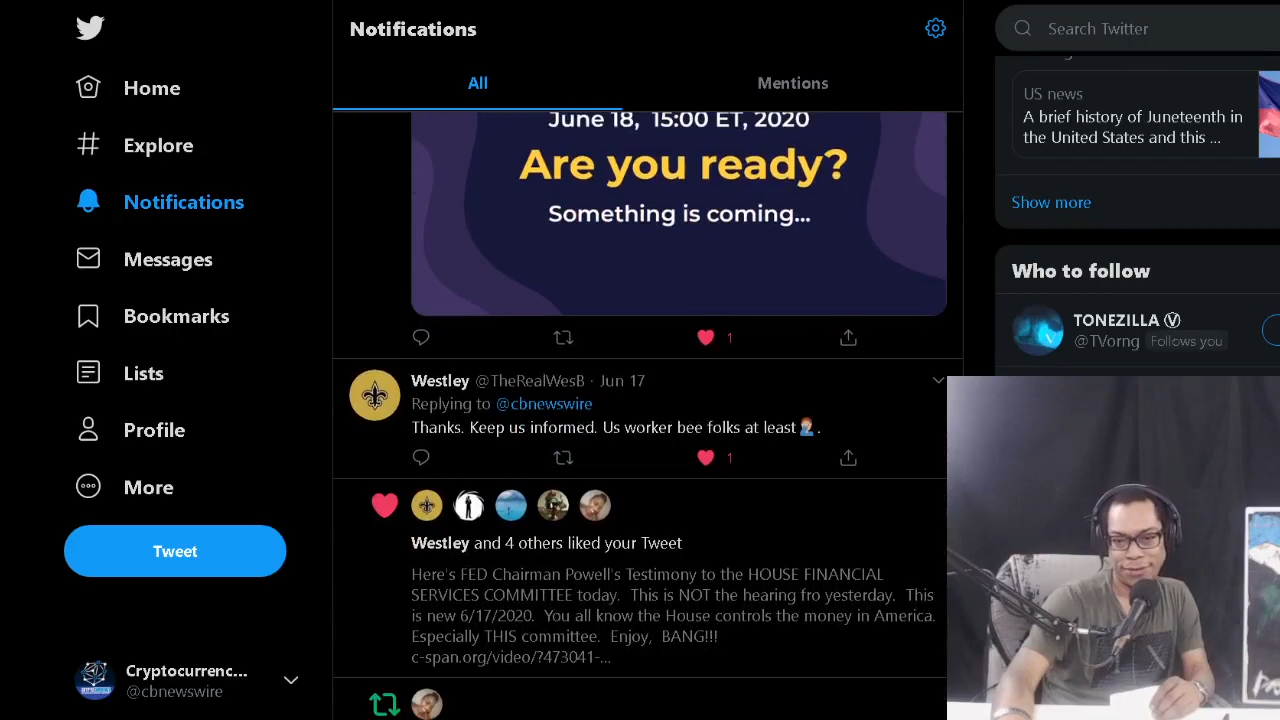 Notifications
Search Twitter
All
Mentions
Home
Explore
Notifications
Messages
Bookmarks
Lists
Profile
More
Tweet
Cryptocurrenc...
@cbnewswire
June 18, 15:00 ET, 2020
Are you ready?
Something is coming...
1
Westley @TheRealWesB · Jun 17
Replying to @cbnewswire
Thanks. Keep us informed. Us worker bee folks at least🤦🏽‍♂️.
1
Westley and 4 others liked your Tweet
Here's FED Chairman Powell's Testimony to the HOUSE FINANCIAL
SERVICES COMMITTEE today. This is NOT the hearing fro yesterday. This
is new 6/17/2020. You all know the House controls the money in America.
Especially THIS committee. Enjoy, BANG!!!
c-span.org/video/?473041-...
US news
A brief history of Juneteenth in
the United States and this ...
Show more
Who to follow
TONEZILLA Ⓥ
@TVorng Follows you